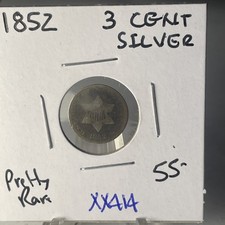 1852 3 CENT
SILVER
Pretty
Rare
55-
XX414